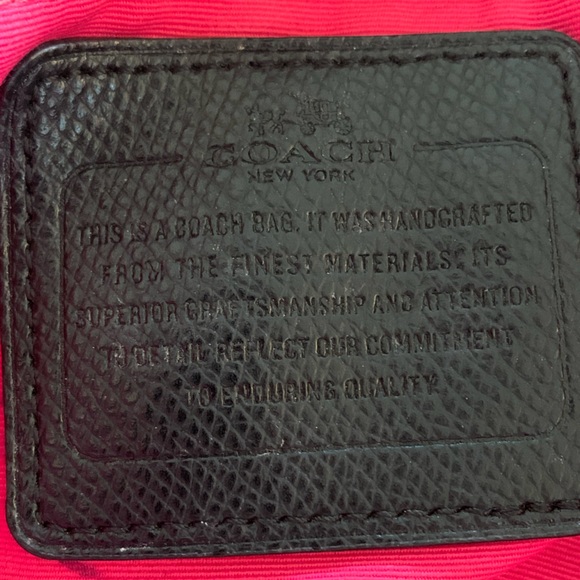 COACH
NEW YORK
THIS IS A COACH BAG. IT WAS HANDCRAFTED
FROM THE FINEST MATERIALS. ITS
SUPERIOR CRAFTSMANSHIP AND ATTENTION
TO DETAIL REFLECT OUR COMMITMENT
TO ENDURING QUALITY.